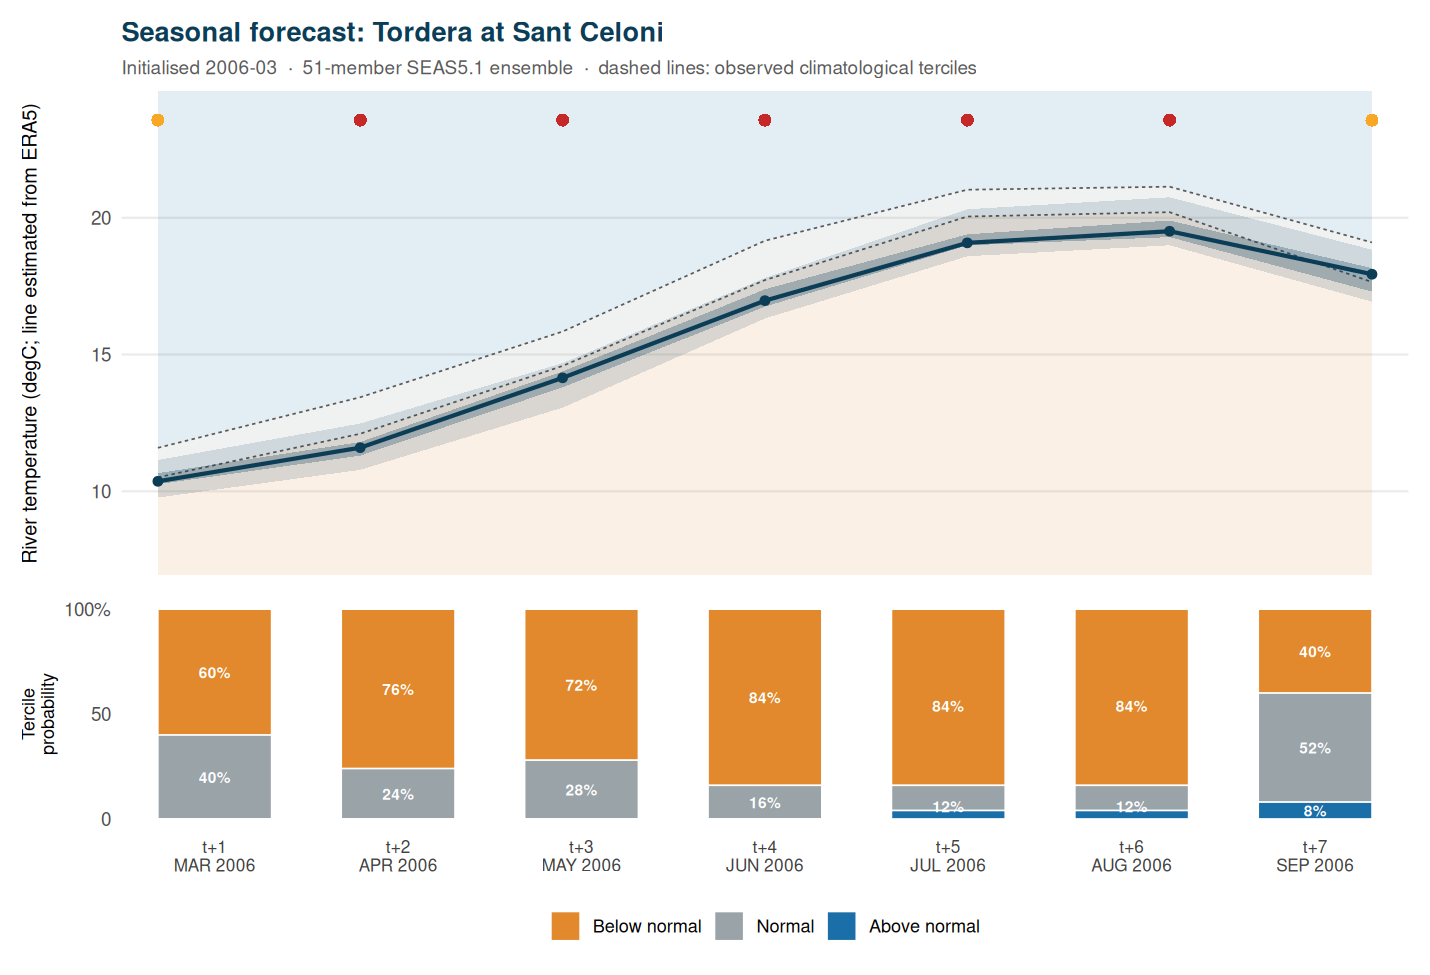 Seasonal forecast: Tordera at Sant Celoni
Initialised 2006-03 · 51-member SEAS5.1 ensemble · dashed lines: observed climatological terciles
River temperature (degC; line estimated from ERA5)
20
15
10
Tercile
probability
100%
50
0
60%
76%
72%
84%
84%
84%
40%
40%
24%
28%
16%
12%
12%
52%
8%
t+1
MAR 2006
t+2
APR 2006
t+3
MAY 2006
t+4
JUN 2006
t+5
JUL 2006
t+6
AUG 2006
t+7
SEP 2006
Below normal
Normal
Above normal